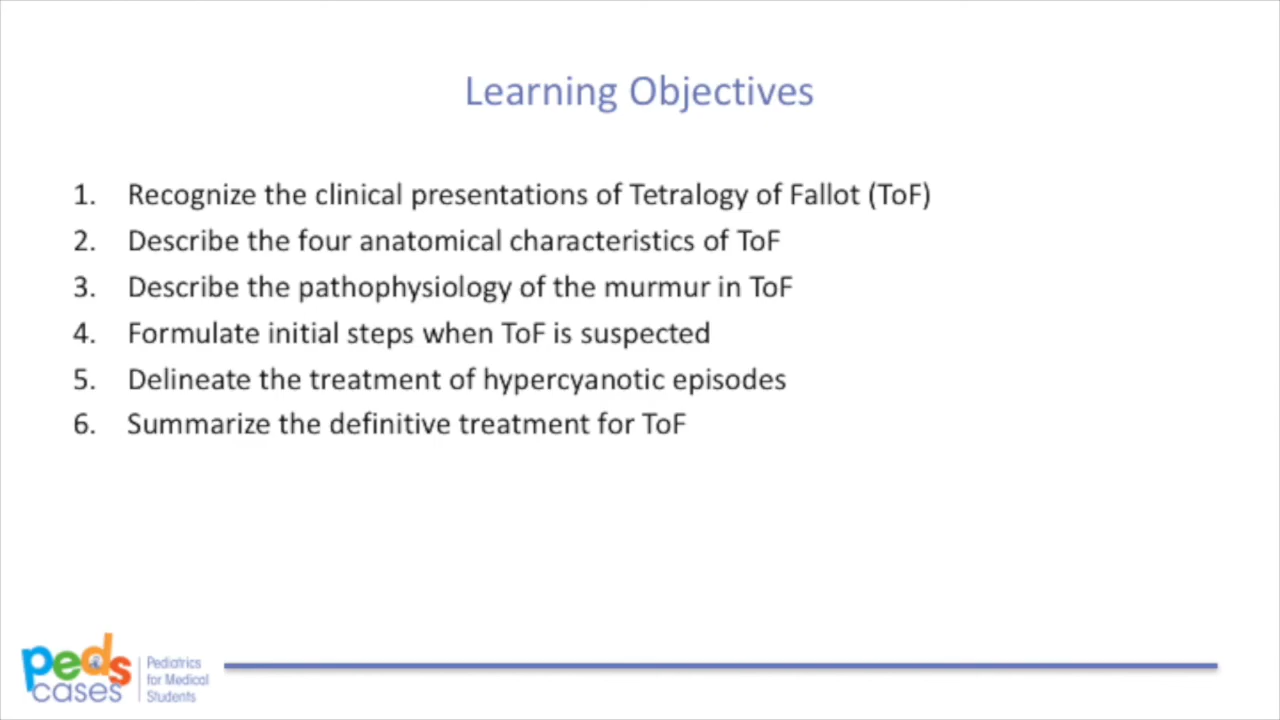 Learning Objectives
1. Recognize the clinical presentations of Tetralogy of Fallot (ToF)
2. Describe the four anatomical characteristics of ToF
3. Describe the pathophysiology of the murmur in ToF
4. Formulate initial steps when ToF is suspected
5. Delineate the treatment of hypercyanotic episodes
6. Summarize the definitive treatment for ToF
peds
cases
Pediatrics
for Medical
Students